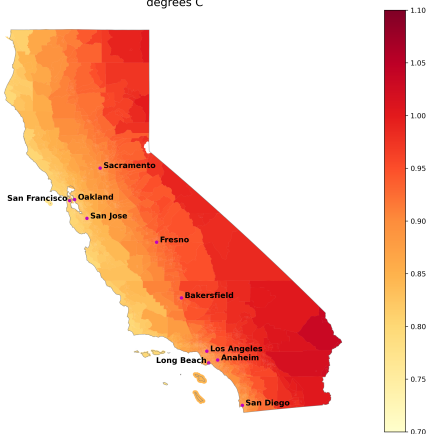 degrees C
1.10
1.05
1.00
0.95
0.90
0.85
0.80
0.75
0.70
Sacramento
San Francisco
Oakland
San Jose
Fresno
Bakersfield
Los Angeles
Long Beach
Anaheim
San Diego